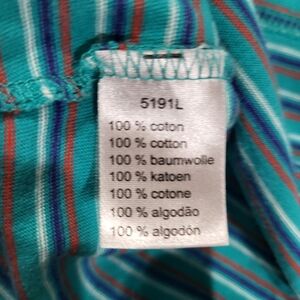 5191L
100 % coton
100 % cotton
100 % baumwolle
100 % katoen
100 % cotone
100 % algodão
100 % algodón